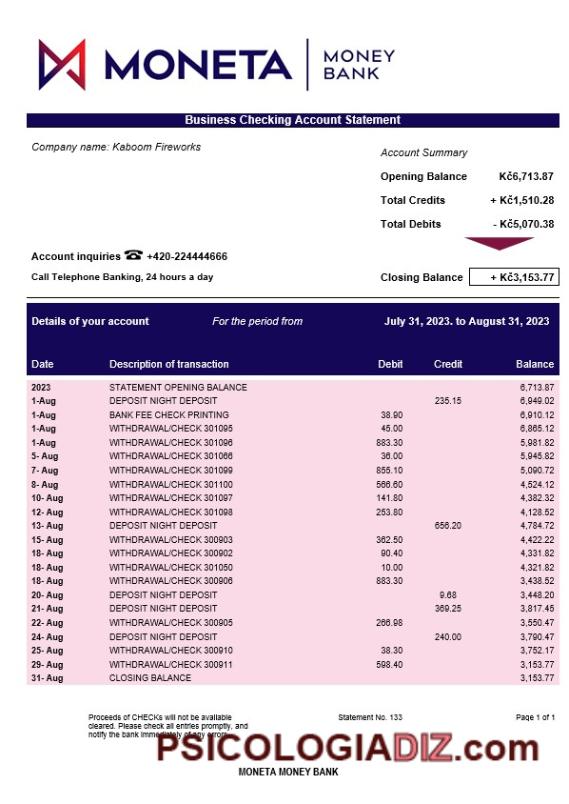 MONETA MONEY
BANK
Business Checking Account Statement
Company name: Kaboom Fireworks
Account Summary
Opening Balance Kč6,713.87
Total Credits + Kč1,510.28
Total Debits - Kč5,070.38
Account inquiries ☎ +420-224444666
Call Telephone Banking, 24 hours a day
Closing Balance + Kč3,153.77
Details of your account For the period from July 31, 2023. to August 31, 2023
Date Description of transaction Debit Credit Balance
2023 STATEMENT OPENING BALANCE 6,713.87
1-Aug DEPOSIT NIGHT DEPOSIT 235.15 6,949.02
1-Aug BANK FEE CHECK PRINTING 38.90 6,910.12
1-Aug WITHDRAWAL/CHECK 301095 45.00 6,865.12
1-Aug WITHDRAWAL/CHECK 301096 883.30 5,981.82
5- Aug WITHDRAWAL/CHECK 301066 36.00 5,945.82
7- Aug WITHDRAWAL/CHECK 301099 855.10 5,090.72
8- Aug WITHDRAWAL/CHECK 301100 566.60 4,524.12
10- Aug WITHDRAWAL/CHECK 301097 141.80 4,382.32
12- Aug WITHDRAWAL/CHECK 301098 253.80 4,128.52
13- Aug DEPOSIT NIGHT DEPOSIT 656.20 4,784.72
15- Aug WITHDRAWAL/CHECK 300903 362.50 4,422.22
18- Aug WITHDRAWAL/CHECK 300902 90.40 4,331.82
18- Aug WITHDRAWAL/CHECK 301050 10.00 4,321.82
18- Aug WITHDRAWAL/CHECK 300906 883.30 3,438.52
20- Aug DEPOSIT NIGHT DEPOSIT 9.68 3,448.20
21- Aug DEPOSIT NIGHT DEPOSIT 369.25 3,817.45
22- Aug WITHDRAWAL/CHECK 300905 266.98 3,550.47
24- Aug DEPOSIT NIGHT DEPOSIT 240.00 3,790.47
25- Aug WITHDRAWAL/CHECK 300910 38.30 3,752.17
29- Aug WITHDRAWAL/CHECK 300911 598.40 3,153.77
31- Aug CLOSING BALANCE 3,153.77
Proceeds of CHECKs will not be available Statement No. 133 Page 1 of 1
cleared. Please check all entries promptly, and
notify the bank immediately of any errors.
PSICOLOGIADIZ.com
MONETA MONEY BANK